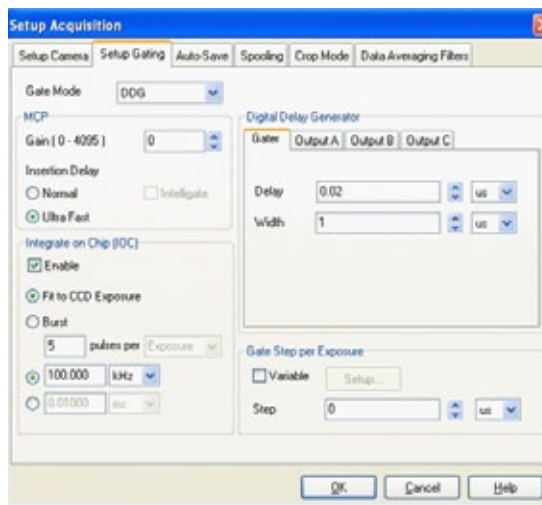 Setup Acquisition
Setup Camera Setup Gating Auto-Save Spooling Crop Mode Data Averaging Filters
Gate Mode DDG
MCP
Gain ( 0 - 4095 ) 0
Insertion Delay
Normal Intelligate
Ultra Fast
Integrate on Chip (IOC)
Enable
Fit to CCD Exposure
Burst
5 pulses per Exposure
100.000 kHz
0.01000 ms
Digital Delay Generator
Gater Output A Output B Output C
Delay 0.02 us
Width 1 us
Gate Step per Exposure
Variable Setup...
Step 0 us
OK Cancel Help